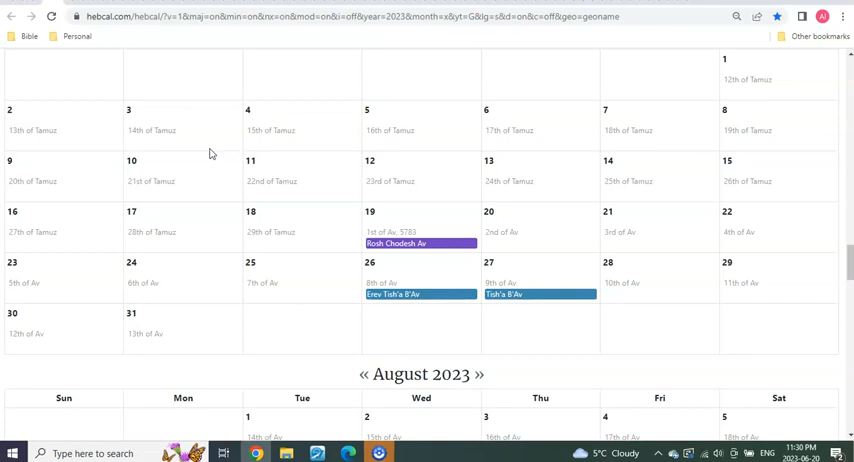 hebcal.com/hebcal/?v=1&maj=on&min=on&nx=on&mod=on&i=off&year=2023&month=x&yt=G&lg=s&d=on&c=off&geo=geoname
AI
Bible
Personal
Other bookmarks
1
12th of Tamuz
2 3 4 5 6 7 8
13th of Tamuz 14th of Tamuz 15th of Tamuz 16th of Tamuz 17th of Tamuz 18th of Tamuz 19th of Tamuz
9 10 11 12 13 14 15
20th of Tamuz 21st of Tamuz 22nd of Tamuz 23rd of Tamuz 24th of Tamuz 25th of Tamuz 26th of Tamuz
16 17 18 19 20 21 22
27th of Tamuz 28th of Tamuz 29th of Tamuz 1st of Av, 5783 2nd of Av 3rd of Av 4th of Av
Rosh Chodesh Av
23 24 25 26 27 28 29
5th of Av 6th of Av 7th of Av 8th of Av 9th of Av 10th of Av 11th of Av
Erev Tish'a B'Av Tish'a B'Av
30 31
12th of Av 13th of Av
« August 2023 »
Sun Mon Tue Wed Thu Fri Sat
1 2 3 4 5
14th of Av 15th of Av 16th of Av 17th of Av 18th of Av
Type here to search
5°C Cloudy
ENG
11:30 PM
2023-06-20
2